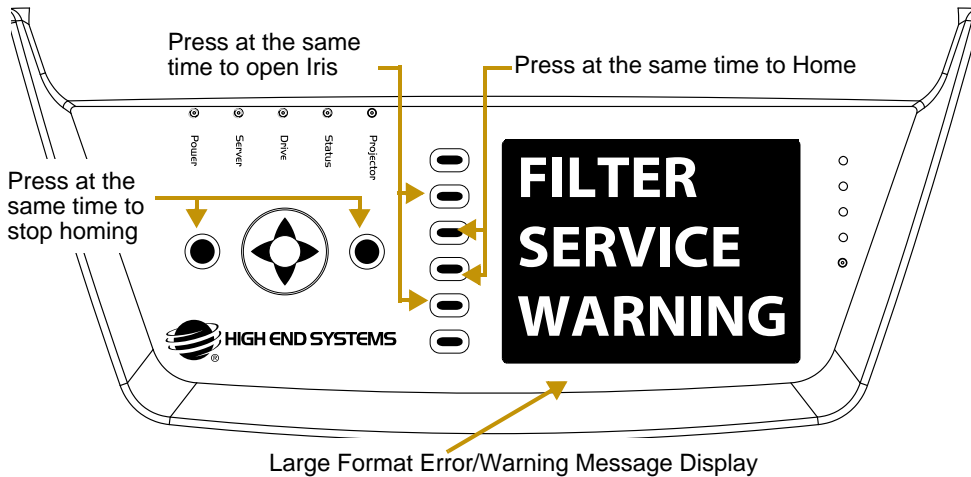 Press at the same
time to open Iris
Press at the same time to Home
Power
Server
Drive
Status
Projector
Press at the
same time to
stop homing
FILTER
SERVICE
WARNING
HIGH END SYSTEMS
®
Large Format Error/Warning Message Display